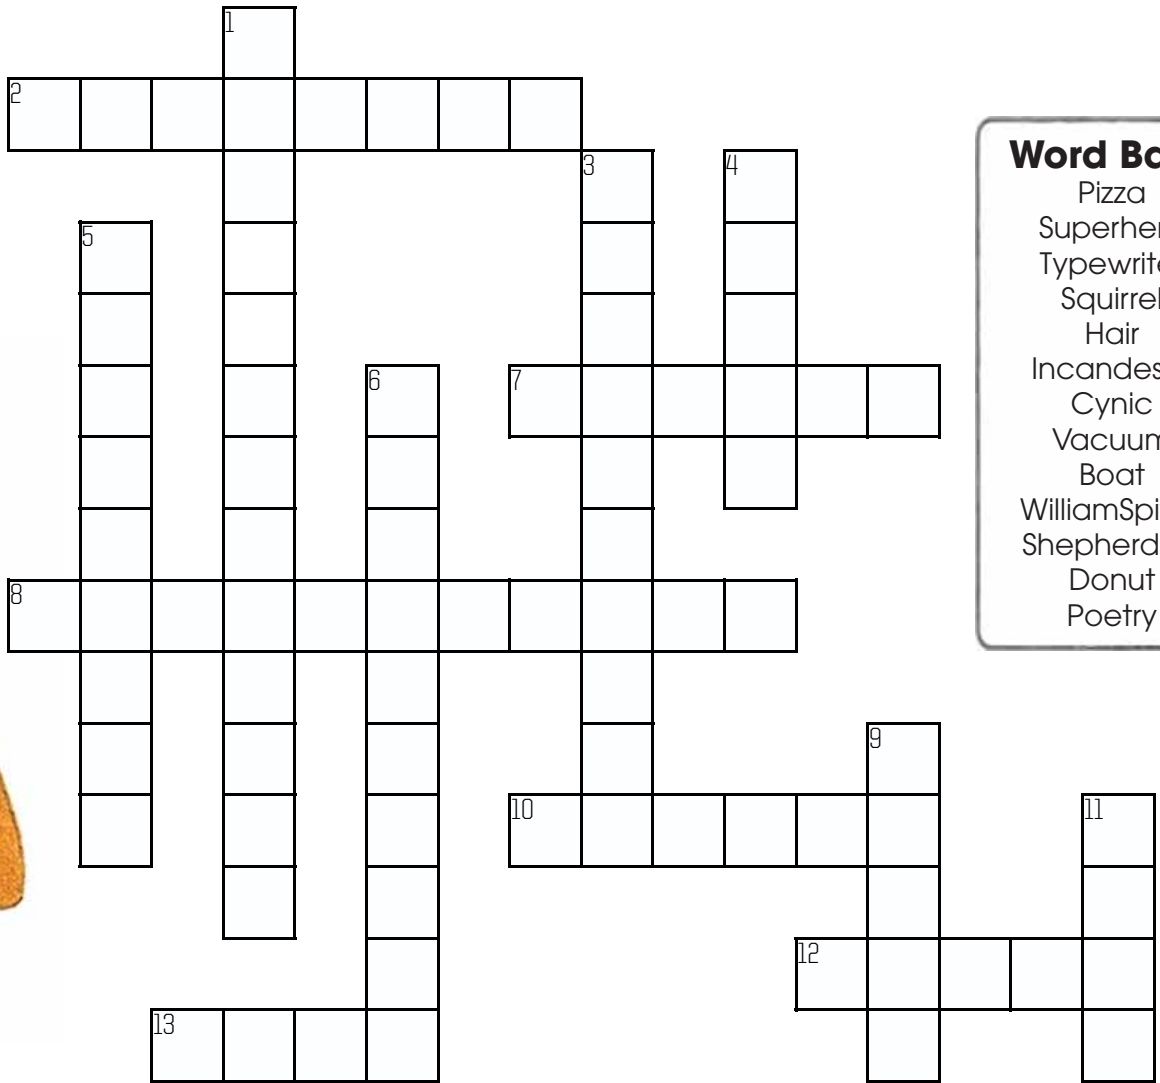 1
2
3 4
5
6 7
8
9
10 11
12
13
Word Ba
Pizza
Superher
Typewrite
Squirrel
Hair
Incandes
Cynic
Vacuum
Boat
WilliamSpi
Shepherd
Donut
Poetry